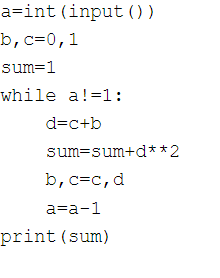 a=int(input())
b,c=0,1
sum=1
while a!=1:
    d=c+b
    sum=sum+d**2
    b,c=c,d
    a=a-1
print(sum)